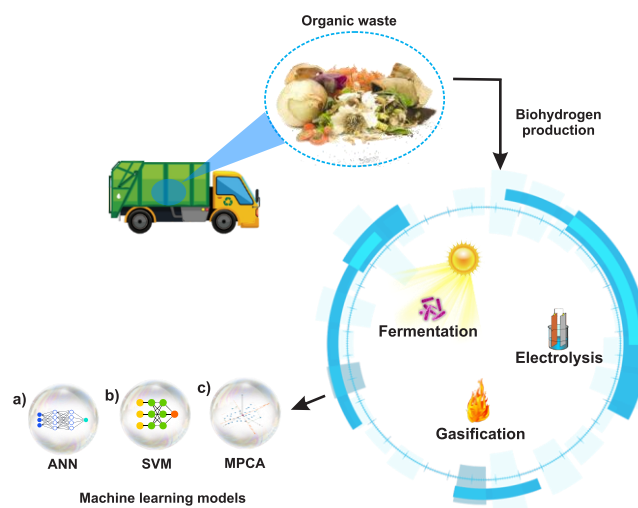 Organic waste
Biohydrogen
production
Fermentation
Electrolysis
Gasification
a)
b)
c)
ANN
SVM
MPCA
Machine learning models